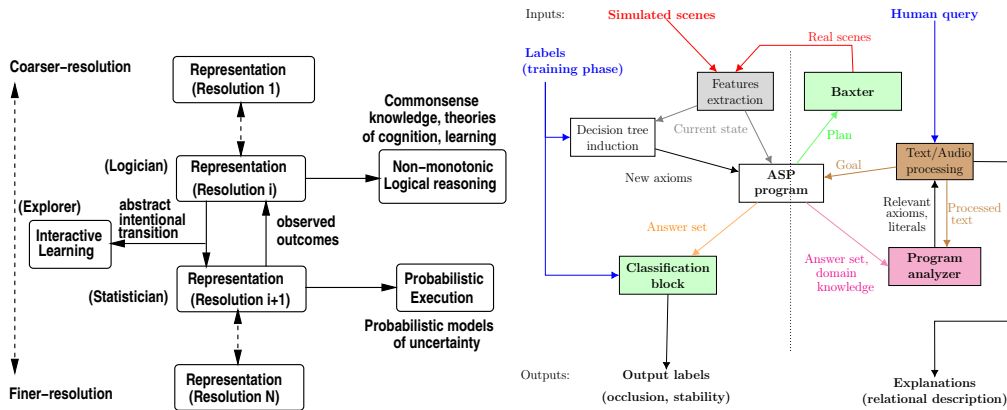 Coarser-resolution
Representation
(Resolution 1)
Commonsense
knowledge, theories
of cognition, learning
(Logician)
Representation
(Resolution i)
Non-monotonic
Logical reasoning
(Explorer)
abstract
intentional
transition
observed
outcomes
Interactive
Learning
(Statistician)
Representation
(Resolution i+1)
Probabilistic
Execution
Probabilistic models
of uncertainty
Representation
(Resolution N)
Finer-resolution
Inputs:
Simulated scenes
Human query
Real scenes
Labels
(training phase)
Features
extraction
Baxter
Decision tree
induction
Current state
Plan
Text/Audio
processing
Goal
New axioms
ASP
program
Relevant
axioms,
literals
Processed
text
Answer set
Classification
block
Answer set,
domain
knowledge
Program
analyzer
Outputs:
Output labels
(occlusion, stability)
Explanations
(relational description)